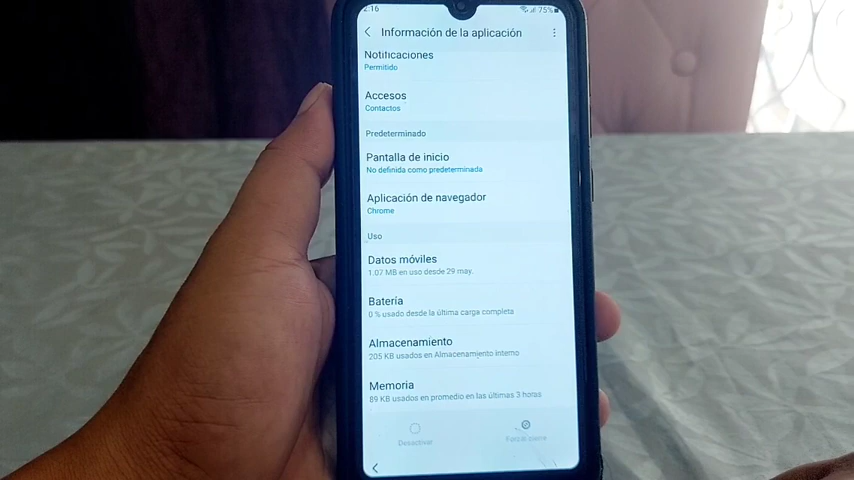 2:16
75%
Información de la aplicación
Notificaciones
Permitido
Accesos
Contactos
Predeterminado
Pantalla de inicio
No definida como predeterminada
Aplicación de navegador
Chrome
Uso
Datos móviles
1.07 MB en uso desde 29 may.
Batería
0 % usado desde la última carga completa
Almacenamiento
205 KB usados en Almacenamiento Interno
Memoria
89 KB usados en promedio en las últimas 3 horas
Desactivar
Forzar cierre